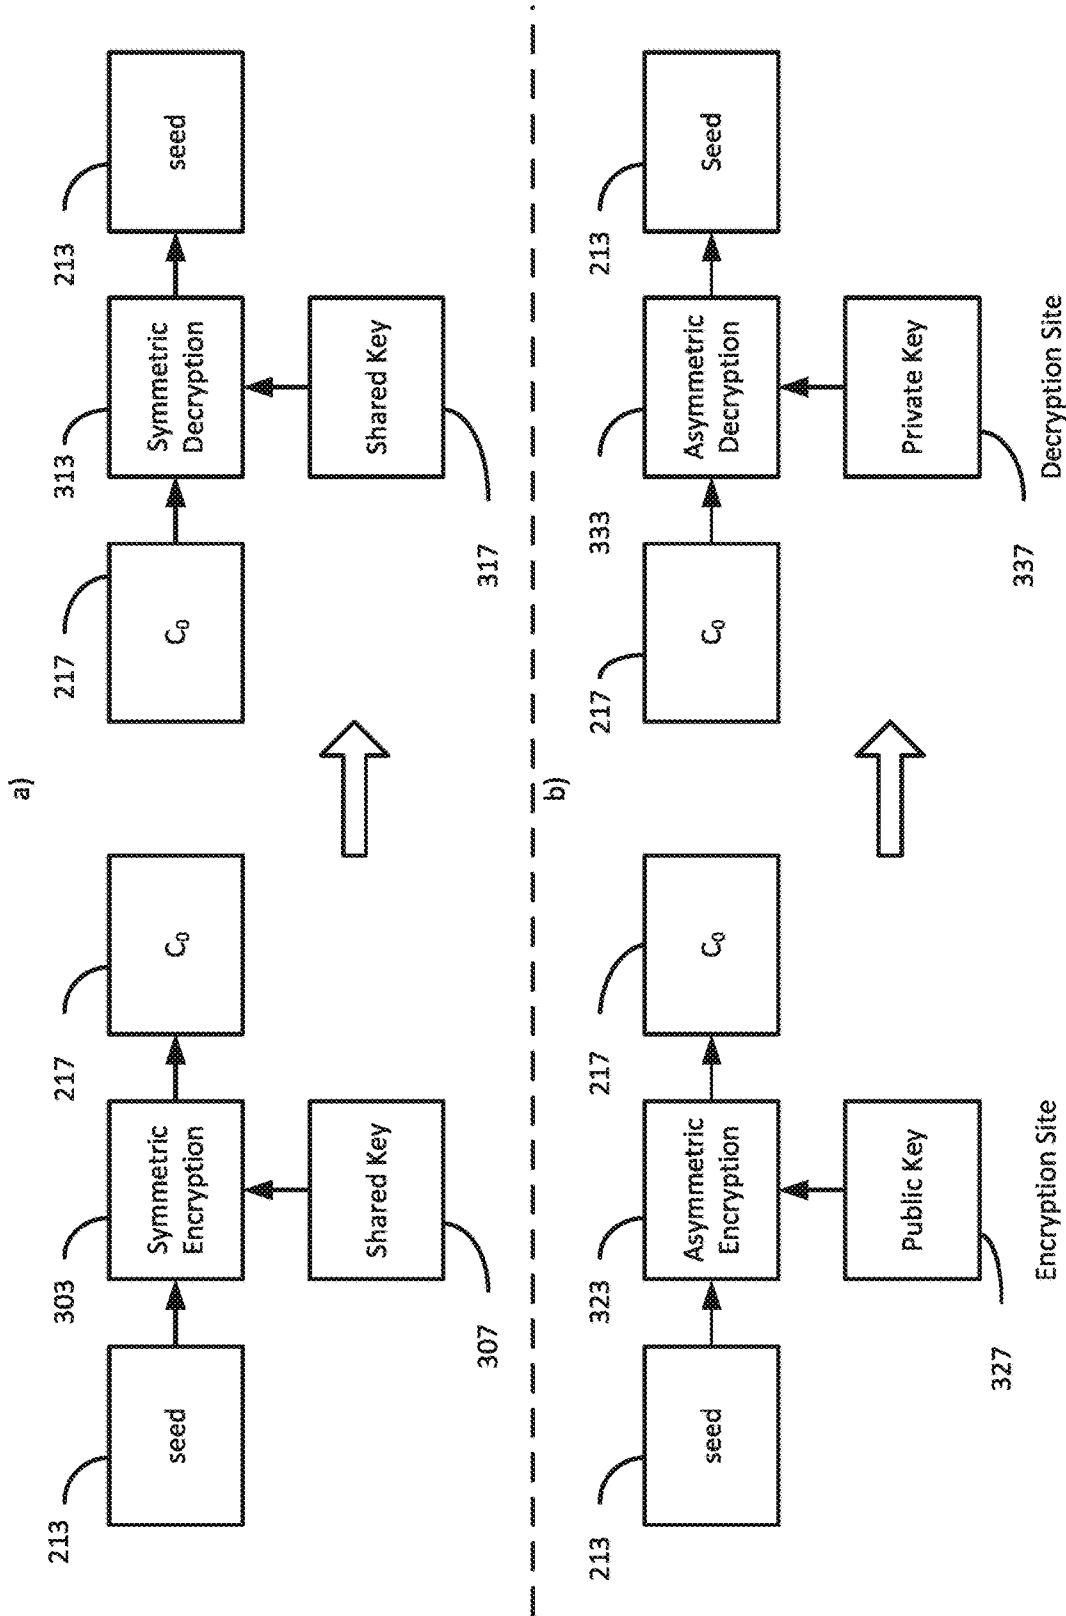 a)
213
303
217
217
313
213
seed
Symmetric
Encryption
C₀
C₀
Symmetric
Decryption
seed
Shared Key
Shared Key
307
317
b)
213
323
217
217
333
213
seed
Asymmetric
Encryption
C₀
C₀
Asymmetric
Decryption
Seed
Public Key
Private Key
327
337
Encryption Site
Decryption Site